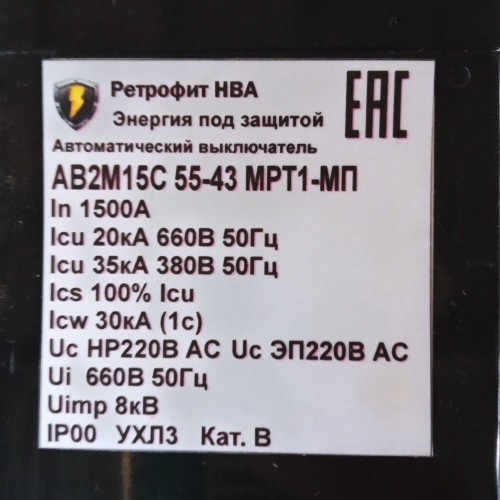 Ретрофит НВА
Энергия под защитой
EAC
Автоматический выключатель
АВ2М15С 55-43 МРТ1-МП
In 1500А
Icu 20кА 660В 50Гц
Icu 35кА 380В 50Гц
Ics 100% Icu
Icw 30кА (1с)
Uc НР220В АС Uc ЭП220В АС
Ui 660В 50Гц
Uimp 8кВ
IP00 УХЛ3 Кат. В